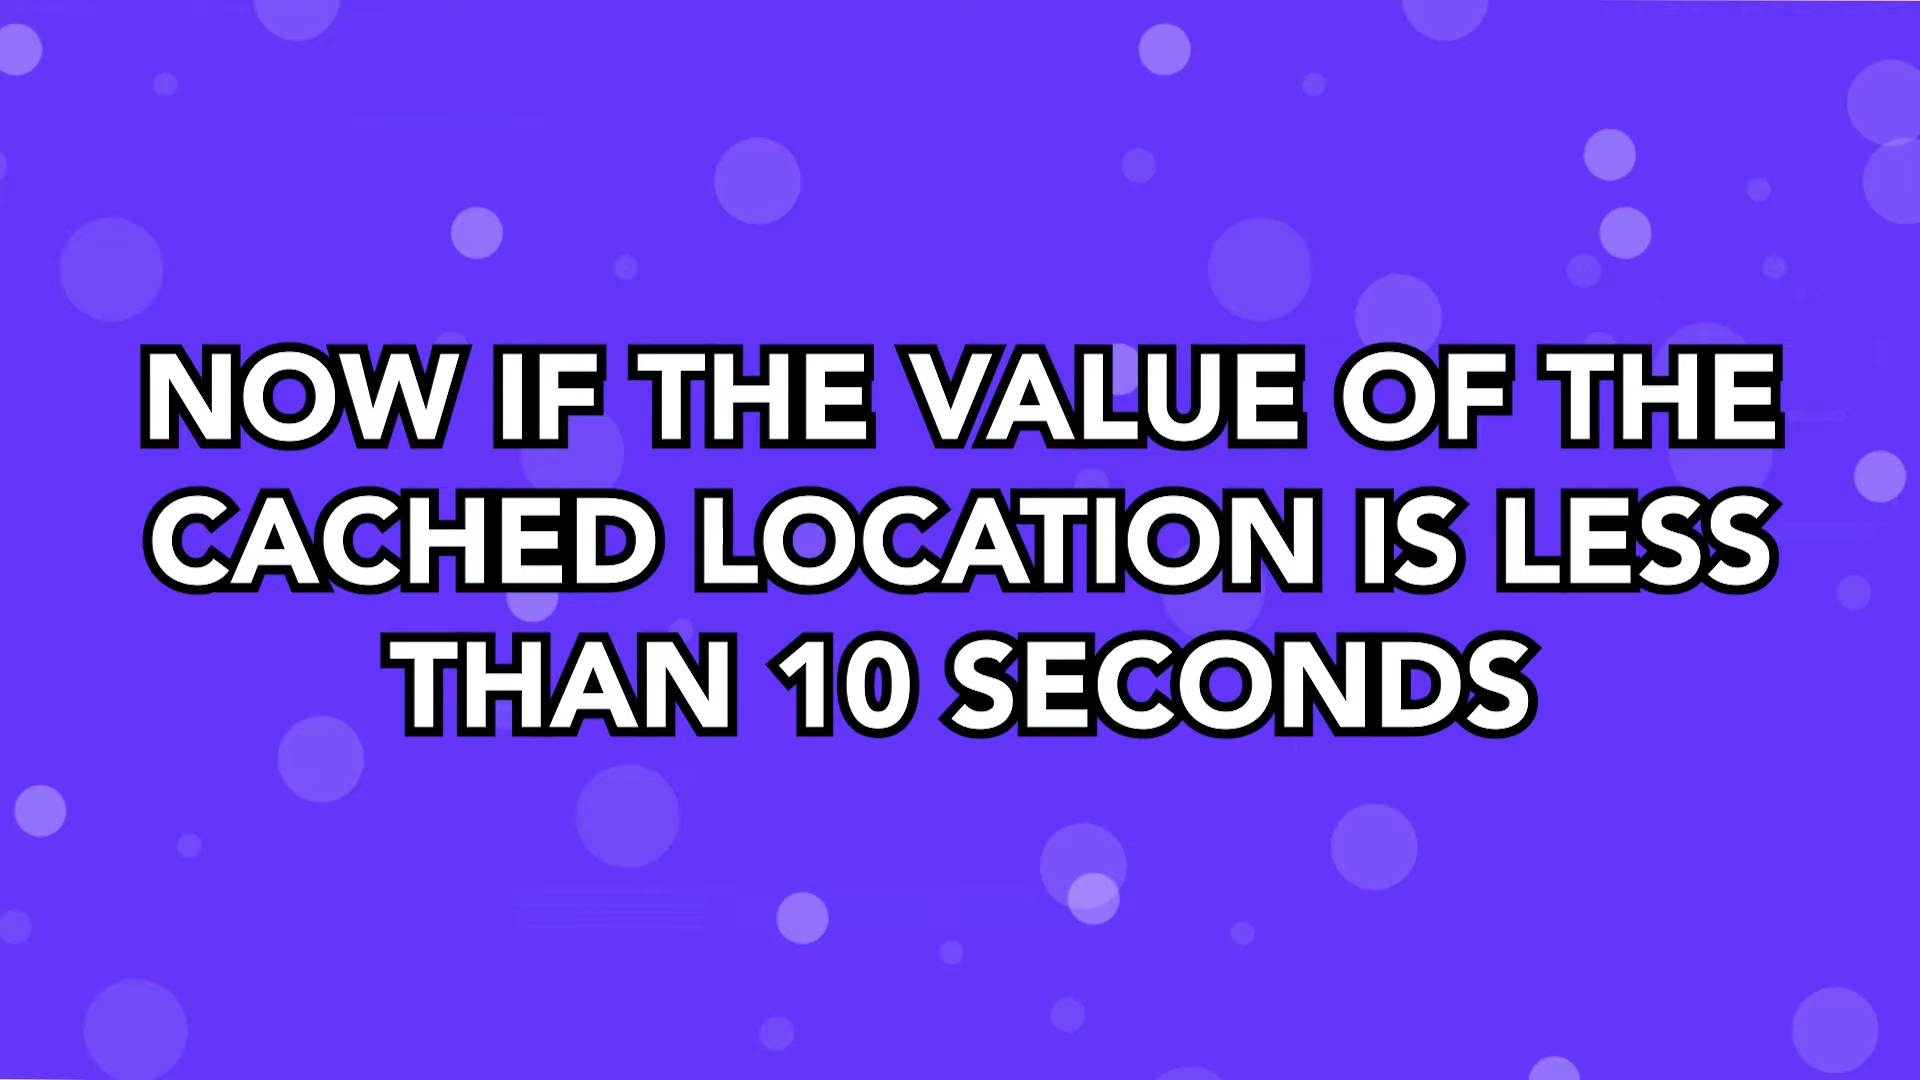 NOW IF THE VALUE OF THE
CACHED LOCATION IS LESS
THAN 10 SECONDS